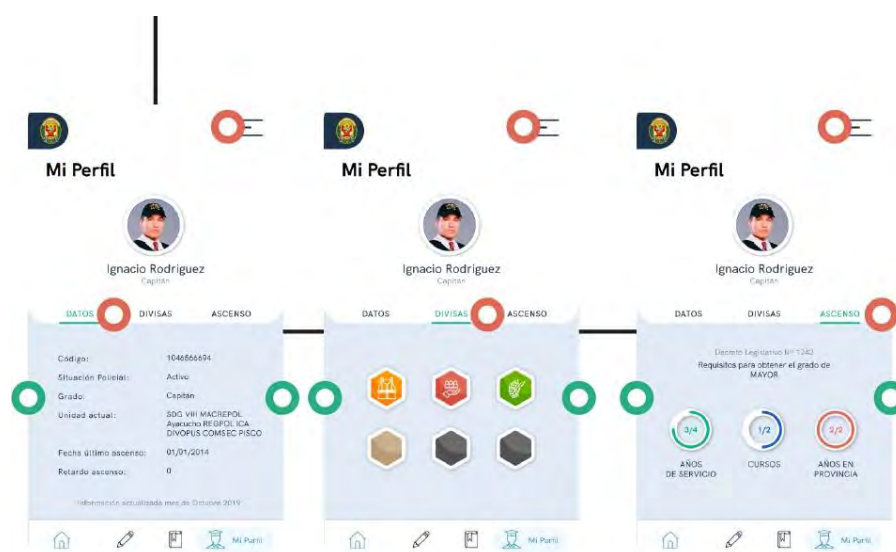 Mi Perfil
Ignacio Rodriguez
Capitán
DATOS
DIVISAS
ASCENSO
Código: 1046566694
Situación Policial: Activo
Grado: Capitán
Unidad actual: SDG VIII MACREPOL
Ayacucho REGPOL ICA
DIVOPUS COMSEC PISCO
Fecha último ascenso: 01/01/2014
Retardo ascenso: 0
Información actualizada mes de Octubre 2019
Mi Perfil
Mi Perfil
Ignacio Rodriguez
Capitán
DATOS
DIVISAS
ASCENSO
Mi Perfil
Mi Perfil
Ignacio Rodriguez
Capitán
DATOS
DIVISAS
ASCENSO
Decreto Legislativo N° 1242
Requisitos para obtener el grado de
MAYOR
3/4
AÑOS
DE SERVICIO
1/2
CURSOS
2/2
AÑOS EN
PROVINCIA
Mi Perfil